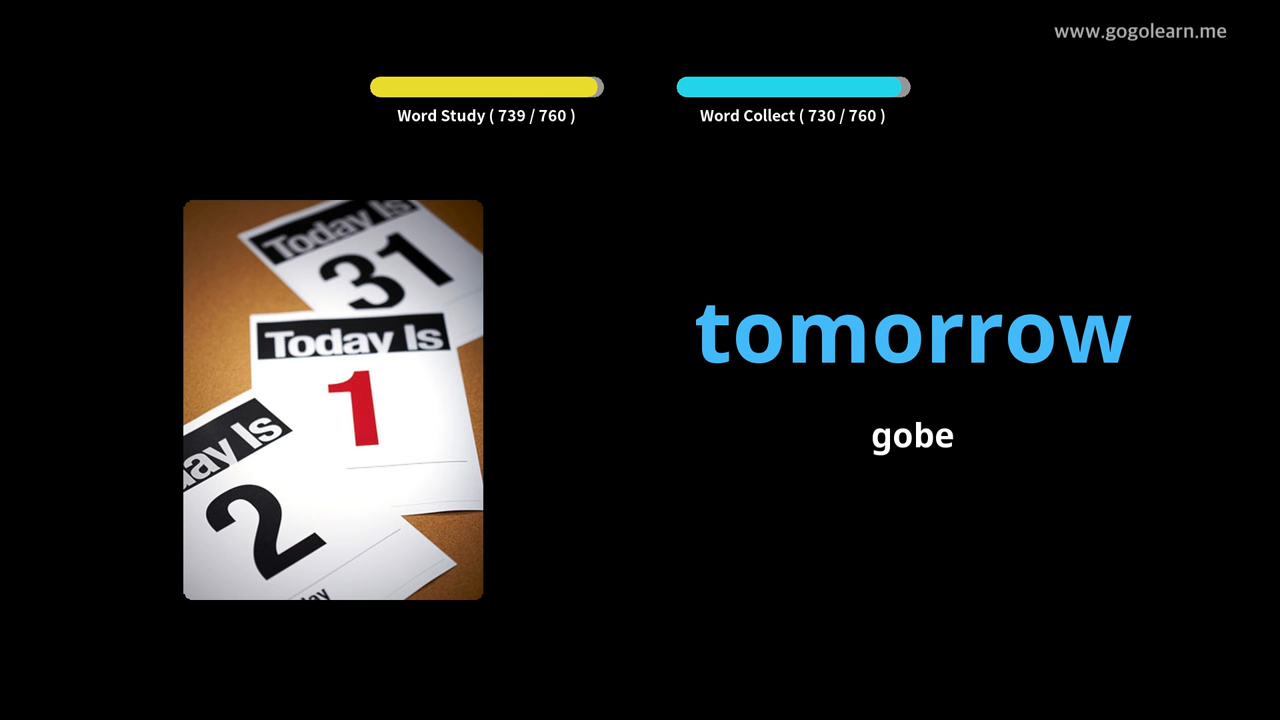 www.gogolearn.me
Word Study ( 739 / 760 )
Word Collect ( 730 / 760 )
Today Is
31
Today Is
1
ay Is
2
tomorrow
gobe